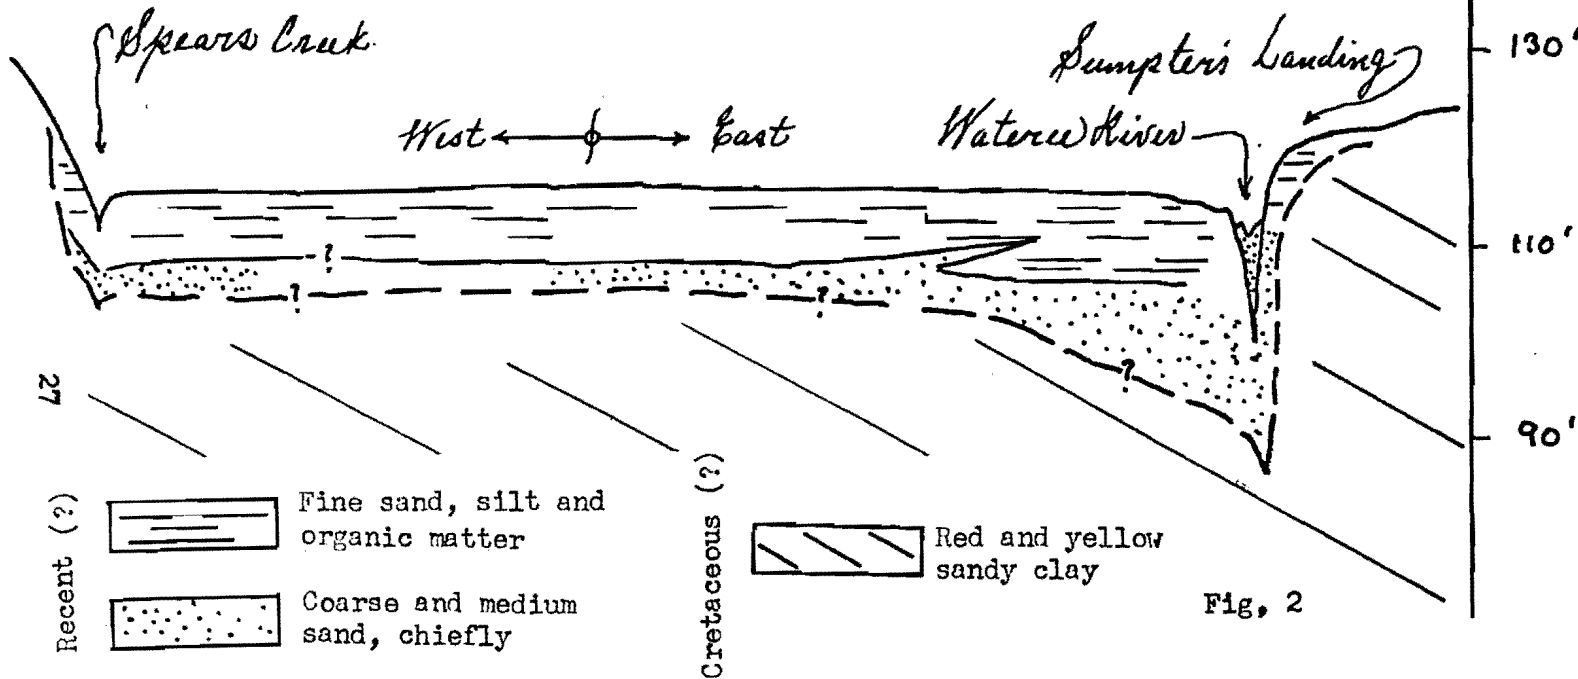 Spears Creek
Sumpter's Landing
130'
West
East
Wateree River
?
110'
?
?
?
90'
27
Recent (?)
Fine sand, silt and
organic matter
Coarse and medium
sand, chiefly
Cretaceous (?)
Red and yellow
sandy clay
Fig. 2